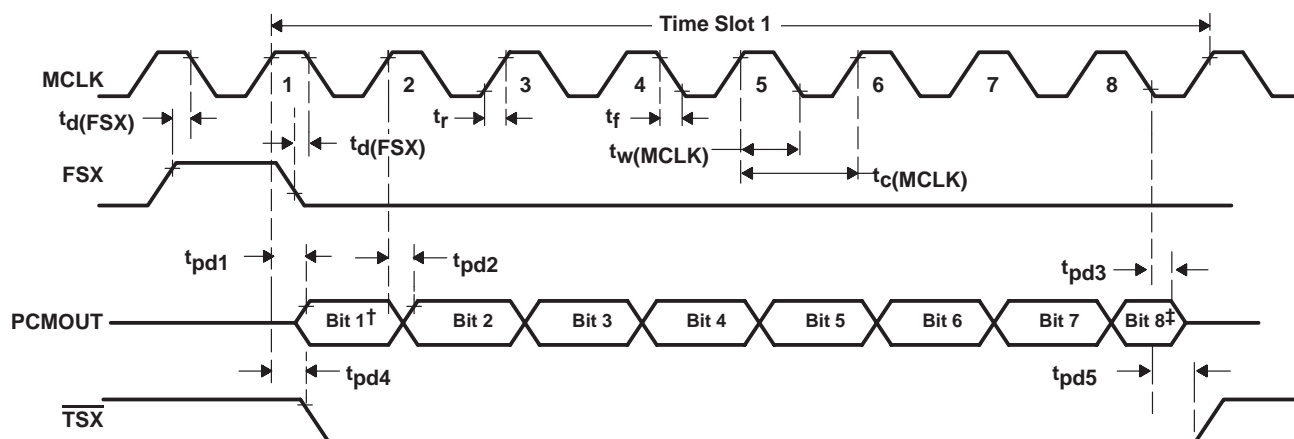 Time Slot 1
MCLK
1 2 3 4 5 6 7 8
td(FSX)
tr
tf
td(FSX)
tw(MCLK)
tc(MCLK)
FSX
tpd1
tpd2
tpd3
PCMOUT
Bit 1† Bit 2 Bit 3 Bit 4 Bit 5 Bit 6 Bit 7 Bit 8‡
tpd4
tpd5
TSX